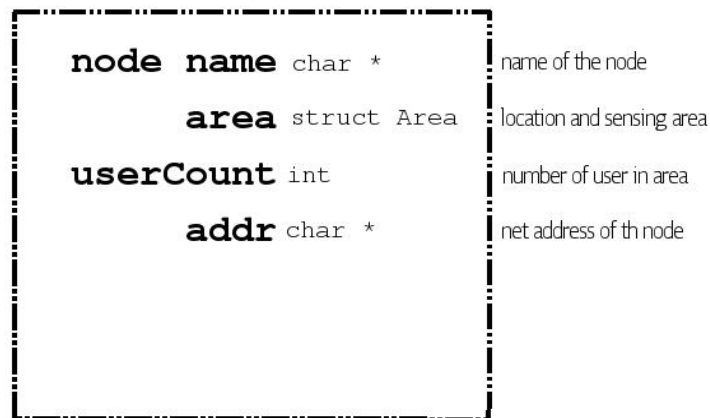 node name char * name of the node
area struct Area location and sensing area
userCount int number of user in area
addr char * net address of th node